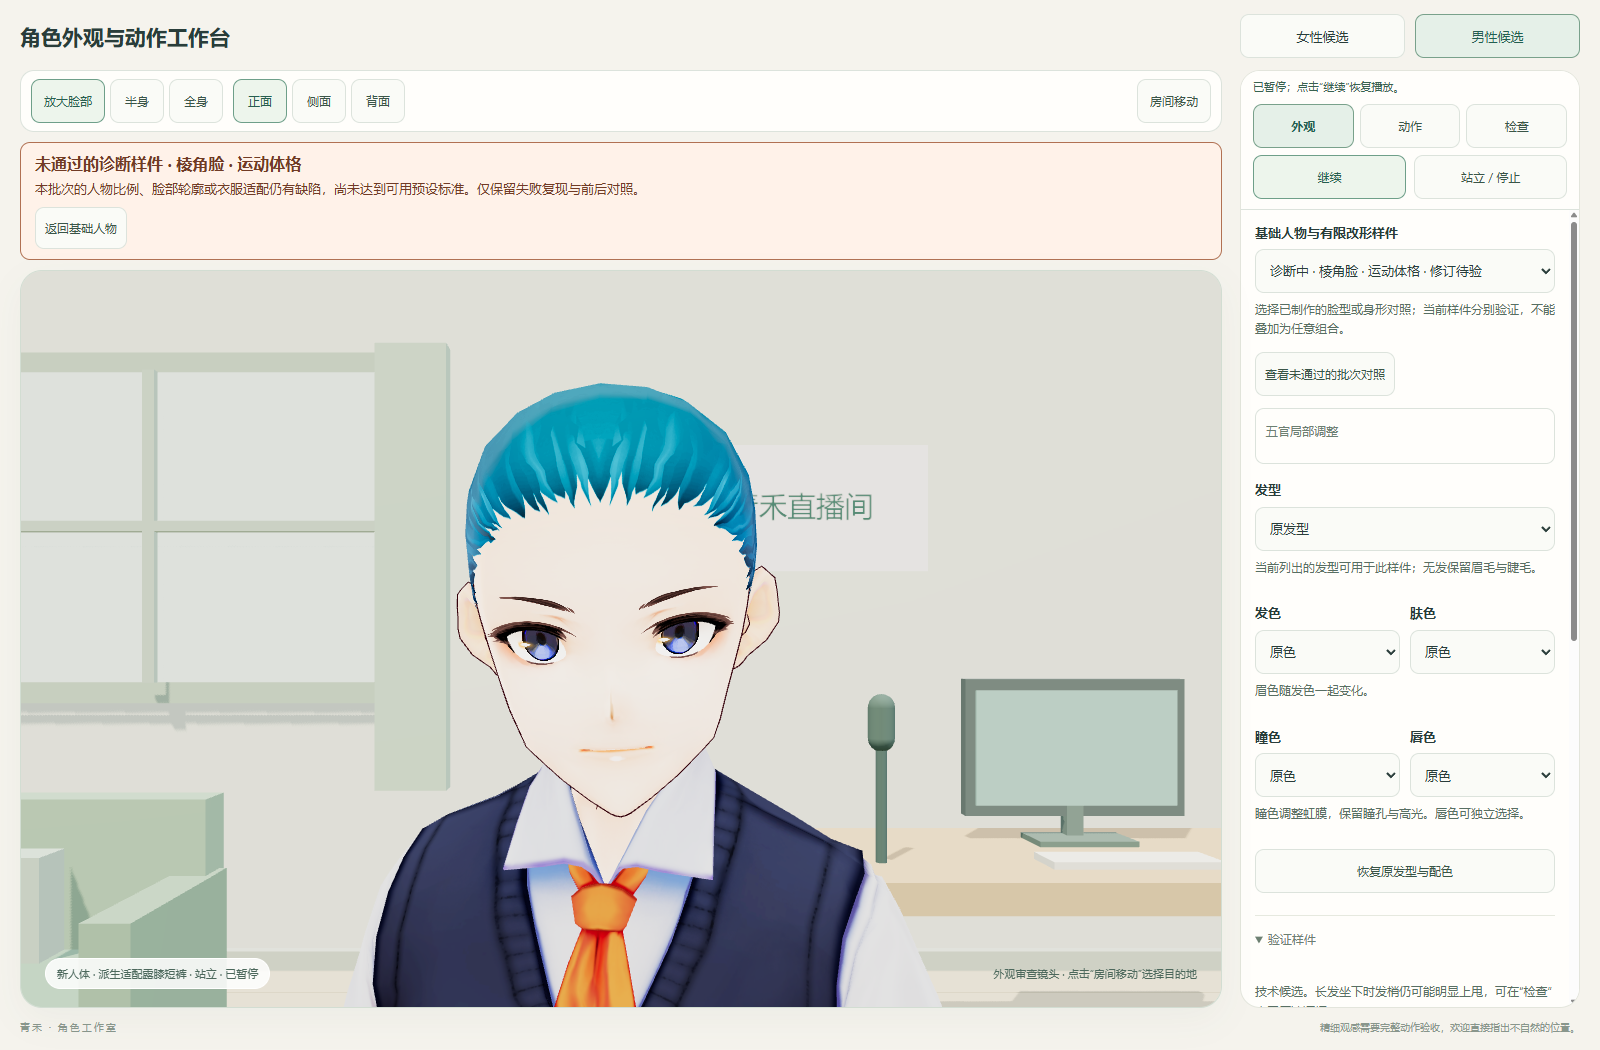 角色外观与动作工作台
女性候选
男性候选
放大脸部
半身
全身
正面
侧面
背面
房间移动
未通过的诊断样件 · 棱角脸 · 运动体格
本批次的人物比例、脸部轮廓或衣服适配仍有缺陷，尚未达到可用预设标准。仅保留失败复现与前后对照。
返回基础人物
禾直播间
新人体 · 派生适配露膝短裤 · 站立 · 已暂停
外观审查镜头 · 点击“房间移动”选择目的地
已暂停；点击“继续”恢复播放。
外观
动作
检查
继续
站立 / 停止
基础人物与有限改形样件
诊断中 · 棱角脸 · 运动体格 · 修订待验
选择已制作的脸型或身形对照；当前样件分别验证，不能
叠加为任意组合。
查看未通过的批次对照
五官局部调整
发型
原发型
当前列出的发型可用于此样件；无发保留眉毛与睫毛。
发色
肤色
原色
原色
眉色随发色一起变化。
瞳色
唇色
原色
原色
瞳色调整虹膜，保留瞳孔与高光。唇色可独立选择。
恢复原发型与配色
▼ 验证样件
技术候选。长发坐下时发梢仍可能明显上甩，可在“检查”
青禾 · 角色工作室
精细观感需要完整动作验收，欢迎直接指出不自然的位置。